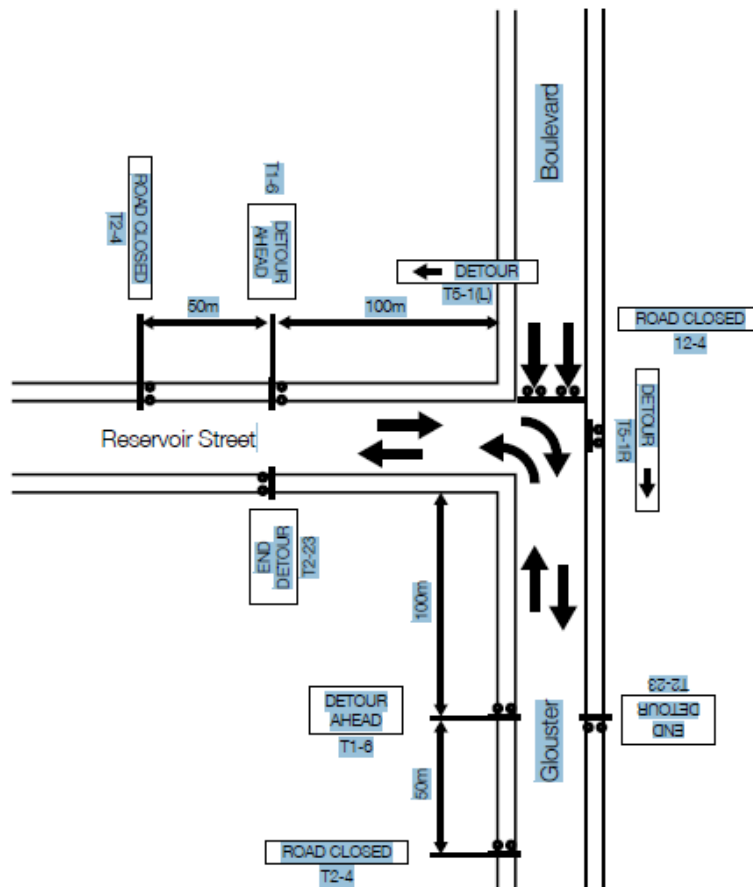 Boulevard
T1-6
ROAD CLOSED
T2-4
DETOUR
AHEAD
DETOUR
T5-1(L)
50m
100m
ROAD CLOSED
12-4
DETOUR
T5-1R
Reservoir Street
END
DETOUR
T2-23
100m
DETOUR
AHEAD
T1-6
END
DETOUR
T2-23
Glouster
50m
ROAD CLOSED
T2-4